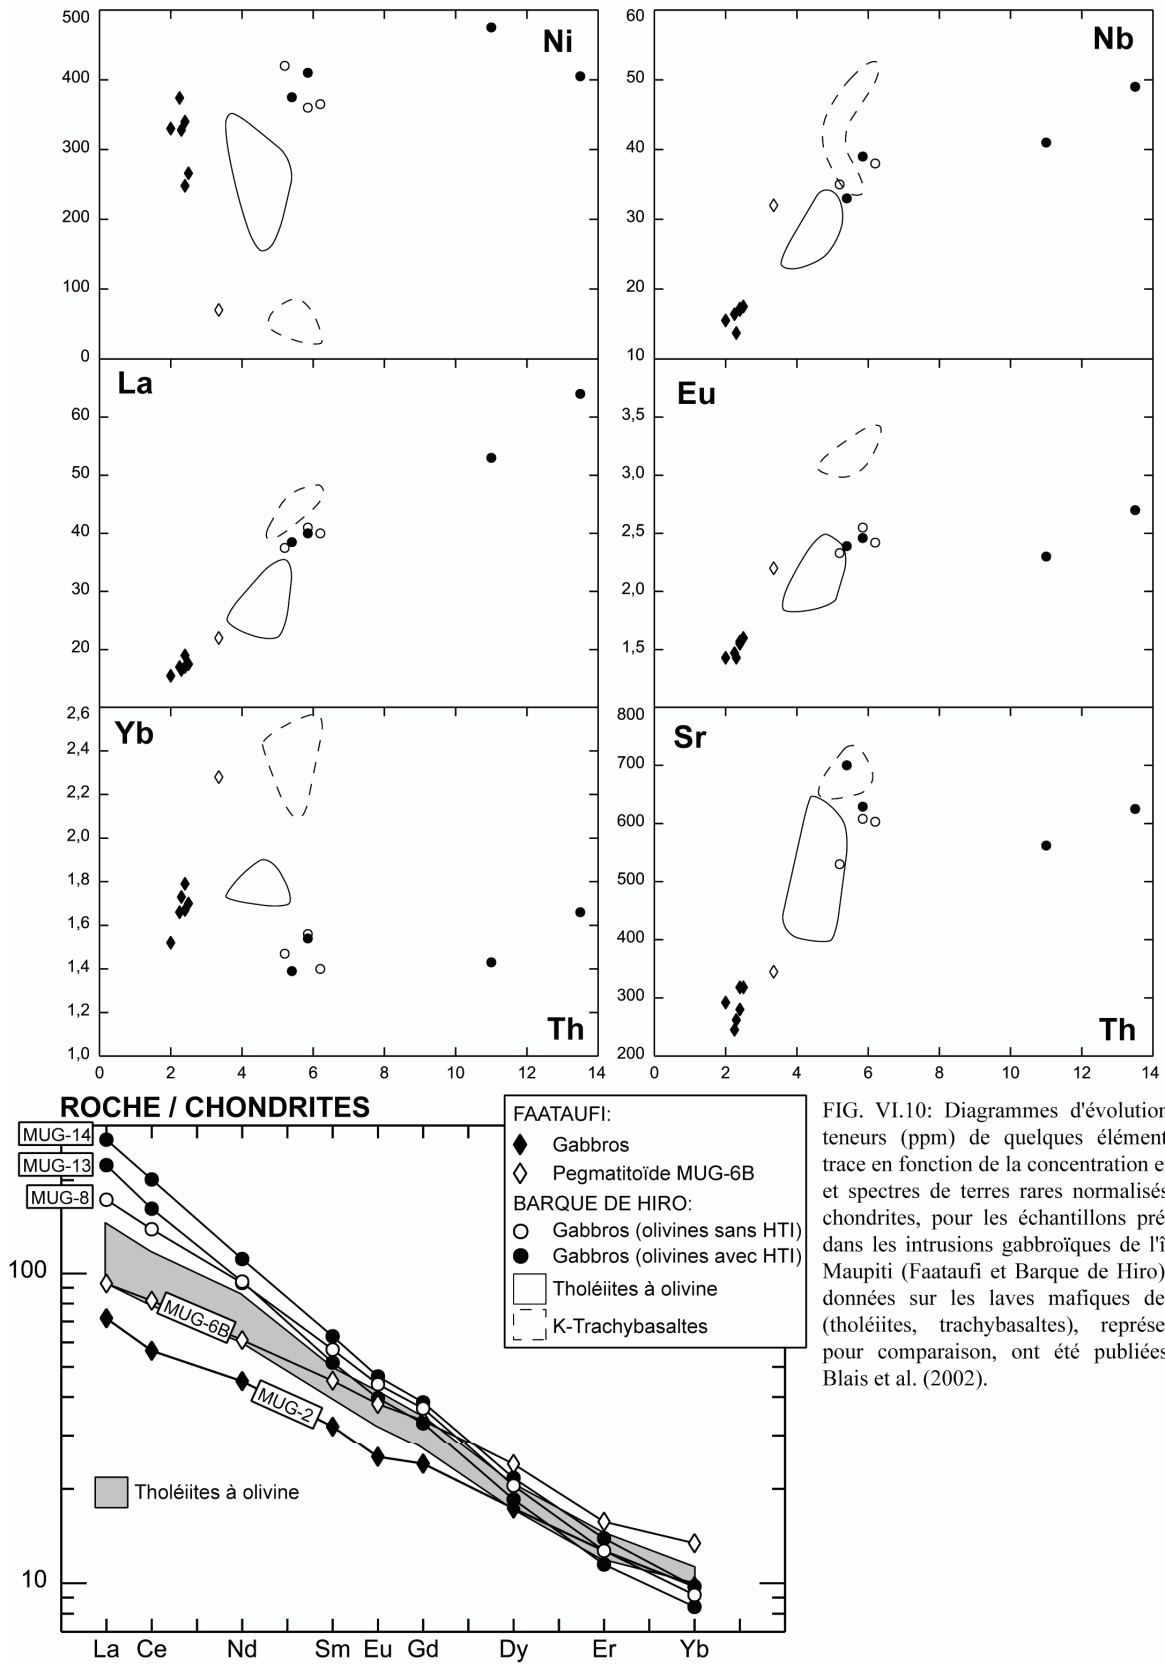 500
400
300
200
100
0
Ni
60
50
40
30
20
10
Nb
La
60
50
40
30
20
Eu
3,5
3,0
2,5
2,0
1,5
2,6
2,4
2,2
2,0
1,8
1,6
1,4
1,2
1,0
Yb
Th
0 2 4 6 8 10 12 14
800
700
600
500
400
300
200
Sr
Th
0 2 4 6 8 10 12 14
ROCHE / CHONDRITES
MUG-14
MUG-13
MUG-8
100
MUG-6B
MUG-2
Tholéiites à olivine
10
La Ce Nd Sm Eu Gd Dy Er Yb
FAATAUFI:
Gabbros
Pegmatitoïde MUG-6B
BARQUE DE HIRO:
Gabbros (olivines sans HTI)
Gabbros (olivines avec HTI)
Tholéiites à olivine
K-Trachybasaltes
FIG. VI.10: Diagrammes d'évolution
teneurs (ppm) de quelques élément
trace en fonction de la concentration e
et spectres de terres rares normalisés
chondrites, pour les échantillons pré
dans les intrusions gabbroïques de l'î
Maupiti (Faataufi et Barque de Hiro)
données sur les laves mafiques de
(tholéiites, trachybasaltes), représe
pour comparaison, ont été publiées
Blais et al. (2002).